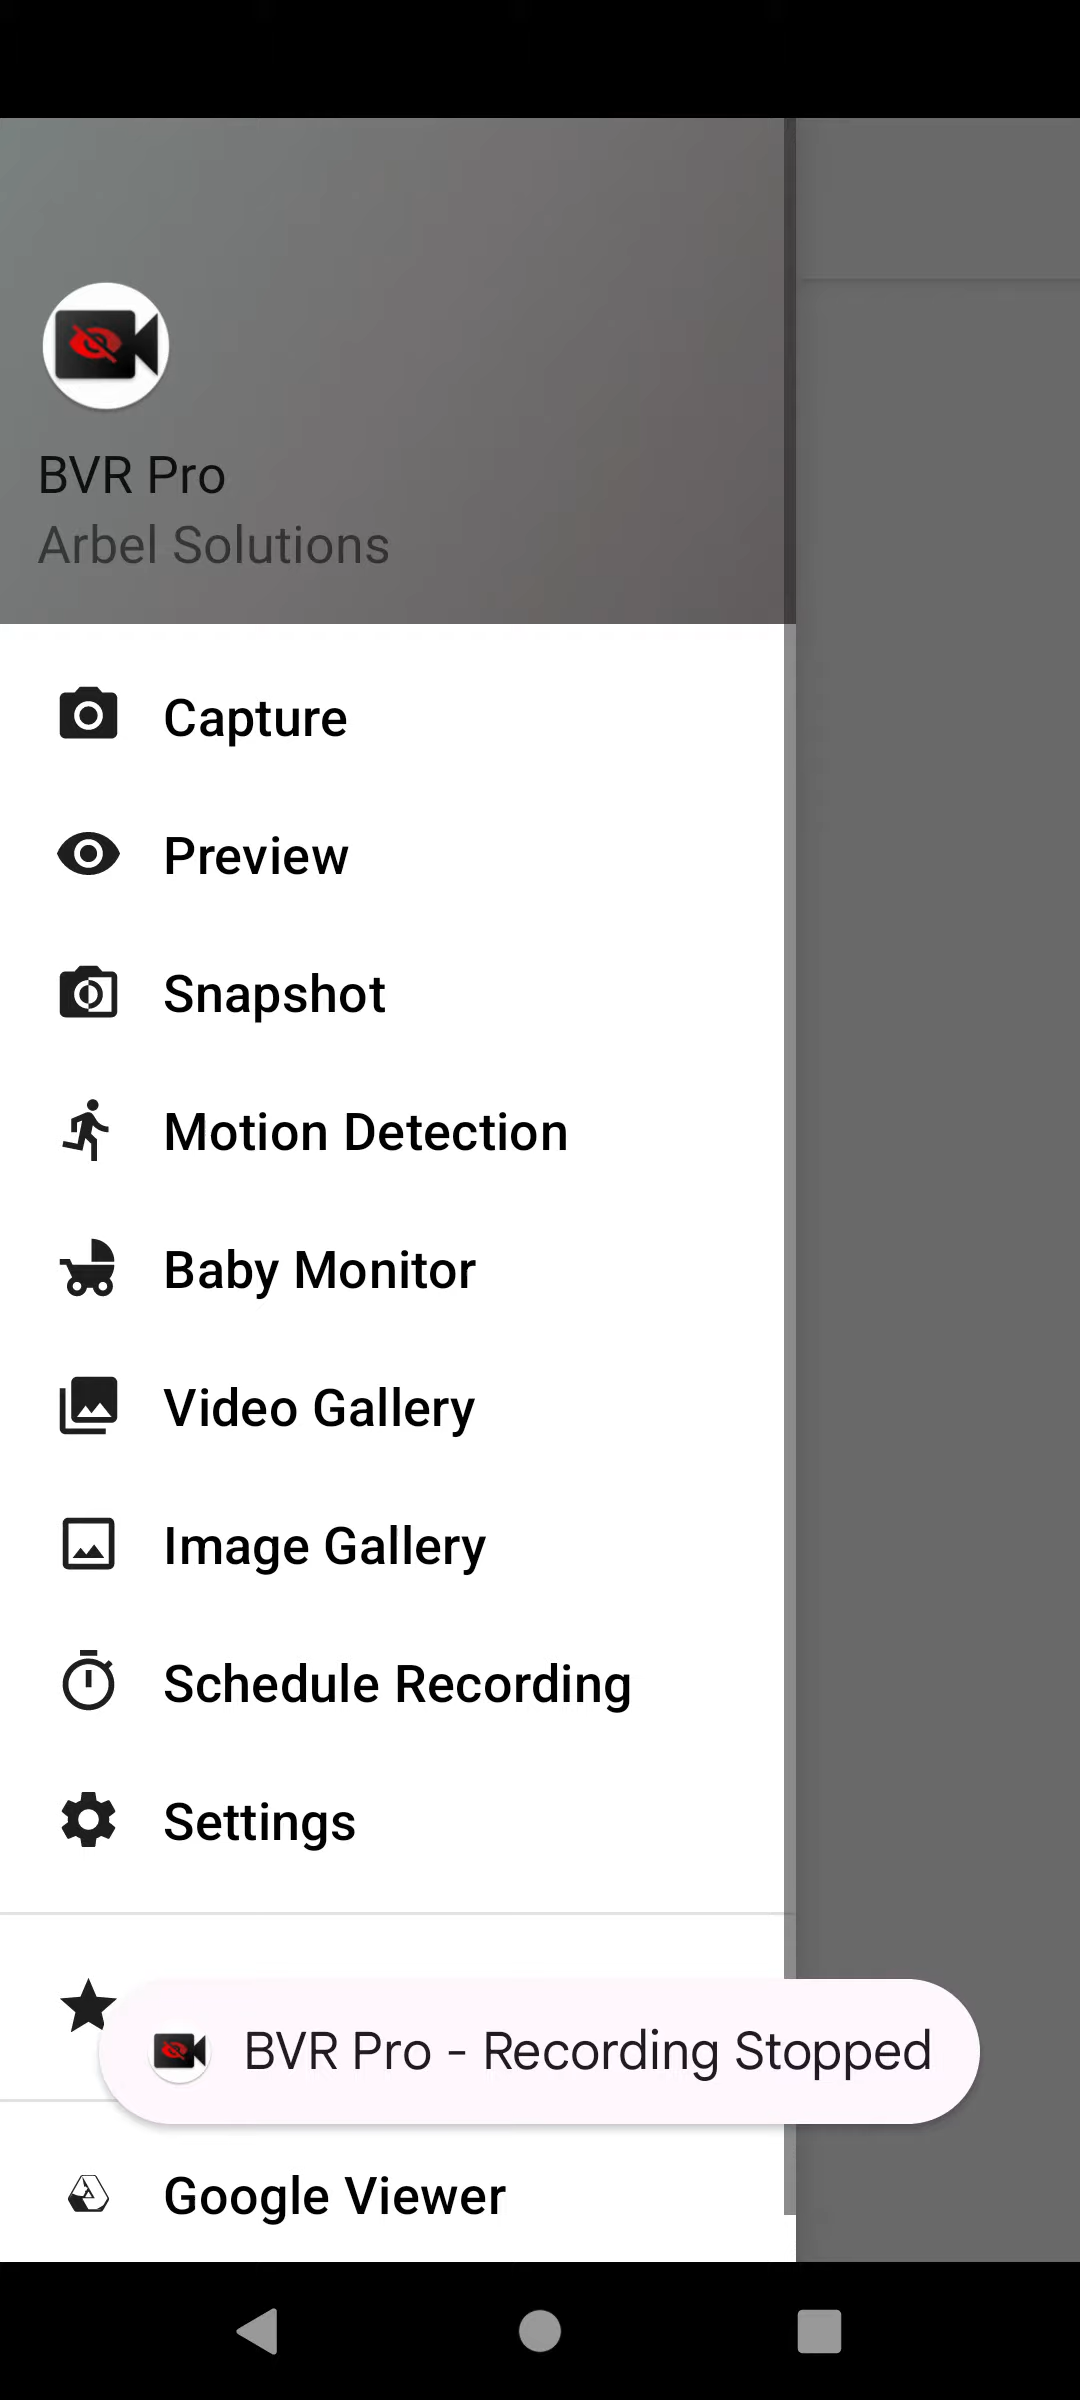 BVR Pro
Arbel Solutions
Capture
Preview
Snapshot
Motion Detection
Baby Monitor
Video Gallery
Image Gallery
Schedule Recording
Settings
BVR Pro - Recording Stopped
Google Viewer